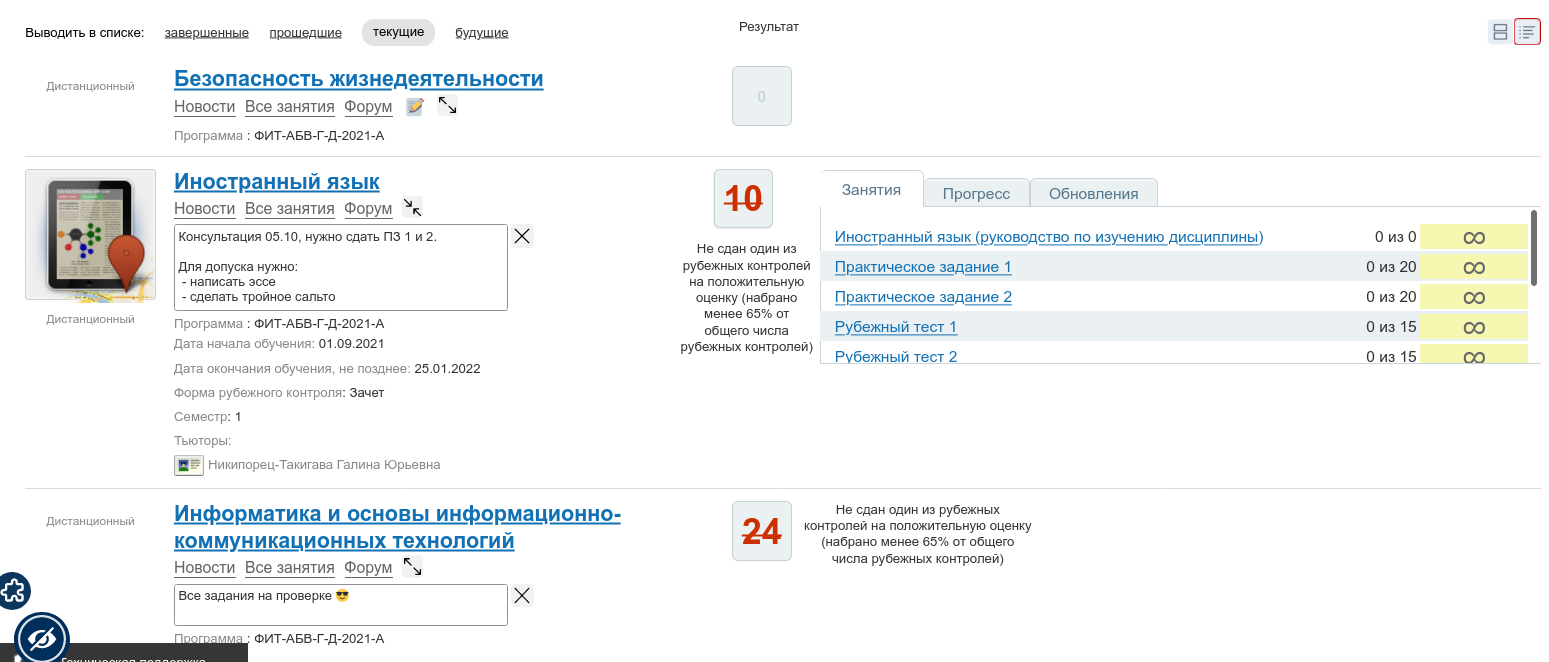 Выводить в списке: завершенные прошедшие текущие будущие
Результат
Дистанционный
Безопасность жизнедеятельности
Новости Все занятия Форум
Программа : ФИТ-АБВ-Г-Д-2021-А
0
Дистанционный
Иностранный язык
Новости Все занятия Форум
Консультация 05.10, нужно сдать ПЗ 1 и 2.
Для допуска нужно:
- написать эссе
- сделать тройное сальто
Программа : ФИТ-АБВ-Г-Д-2021-А
Дата начала обучения: 01.09.2021
Дата окончания обучения, не позднее: 25.01.2022
Форма рубежного контроля: Зачет
Семестр: 1
Тьюторы:
Никипорец-Такигава Галина Юрьевна
10
Не сдан один из
рубежных контролей
на положительную
оценку (набрано
менее 65% от
общего числа
рубежных контролей)
Занятия Прогресс Обновления
Иностранный язык (руководство по изучению дисциплины) 0 из 0 ∞
Практическое задание 1 0 из 20 ∞
Практическое задание 2 0 из 20 ∞
Рубежный тест 1 0 из 15 ∞
Рубежный тест 2 0 из 15 ∞
Дистанционный
Информатика и основы информационно-
коммуникационных технологий
Новости Все занятия Форум
Все задания на проверке 😎
Программа : ФИТ-АБВ-Г-Д-2021-А
24
Не сдан один из рубежных
контролей на положительную оценку
(набрано менее 65% от общего
числа рубежных контролей)
Техническая поддержка